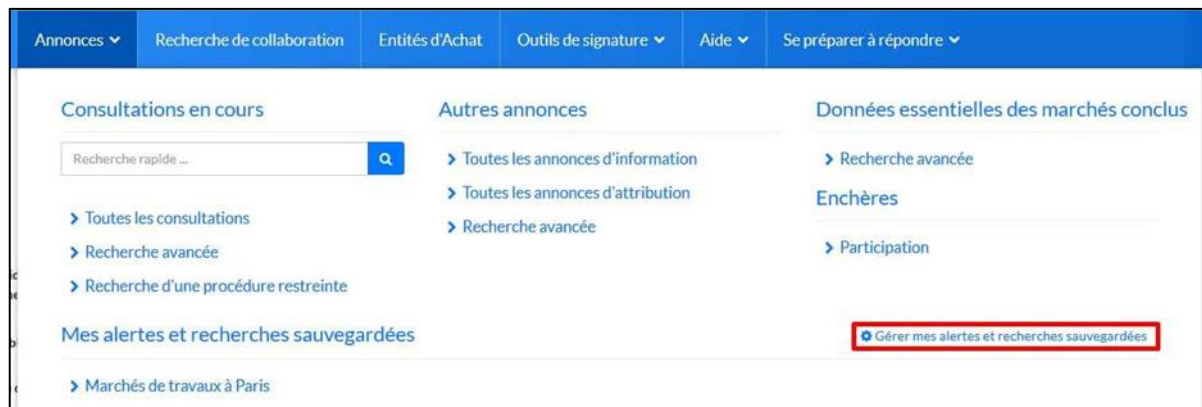 Annonces
Recherche de collaboration
Entités d'Achat
Outils de signature
Aide
Se préparer à répondre
Consultations en cours
Recherche rapide ...
Toutes les consultations
Recherche avancée
Recherche d'une procédure restreinte
Autres annonces
Toutes les annonces d'information
Toutes les annonces d'attribution
Recherche avancée
Données essentielles des marchés conclus
Recherche avancée
Enchères
Participation
Mes alertes et recherches sauvegardées
Gérer mes alertes et recherches sauvegardées
Marchés de travaux à Paris